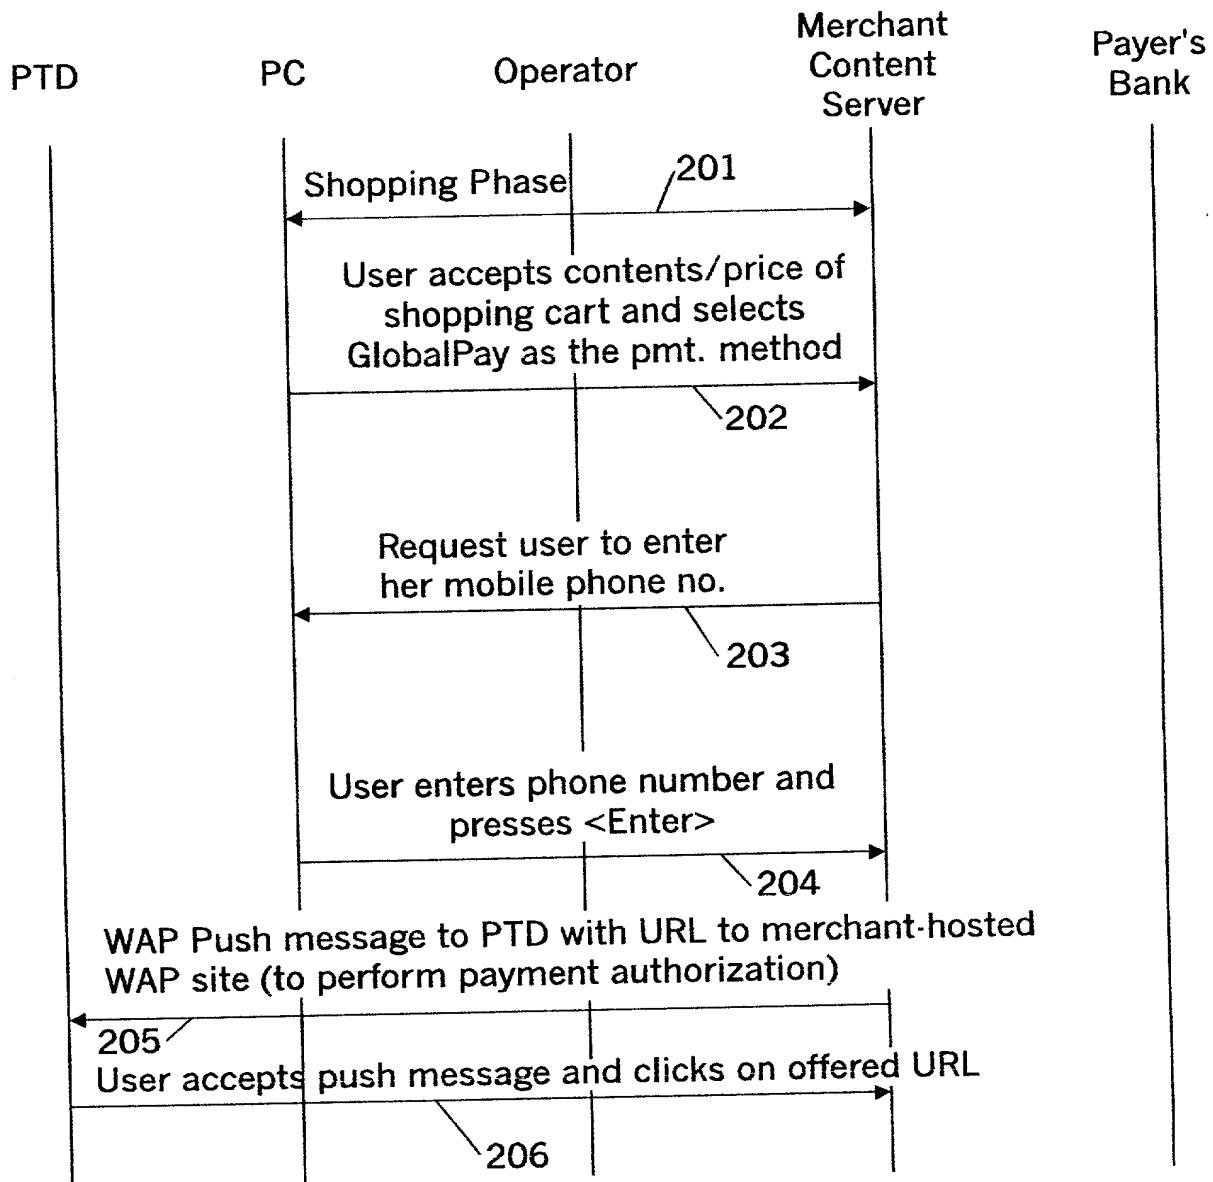 PTD
PC
Operator
Merchant
Content
Server
Payer's
Bank
Shopping Phase
201
User accepts contents/price of
shopping cart and selects
GlobalPay as the pmt. method
202
Request user to enter
her mobile phone no.
203
User enters phone number and
presses <Enter>
204
WAP Push message to PTD with URL to merchant-hosted
WAP site (to perform payment authorization)
205
User accepts push message and clicks on offered URL
206